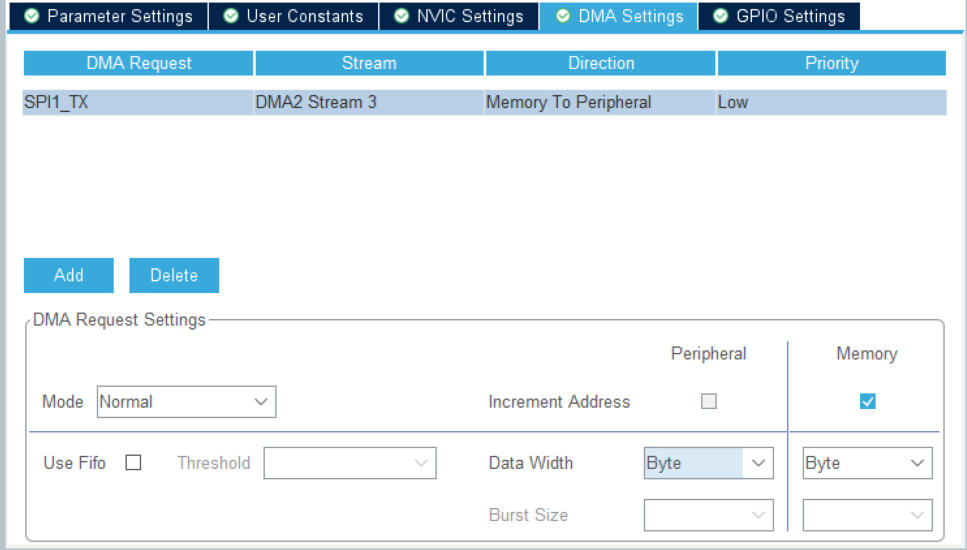 Parameter Settings User Constants NVIC Settings DMA Settings GPIO Settings
DMA Request Stream Direction Priority
SPI1_TX DMA2 Stream 3 Memory To Peripheral Low
Add Delete
DMA Request Settings
Peripheral Memory
Mode Normal Increment Address
Use Fifo Threshold Data Width Byte Byte
Burst Size